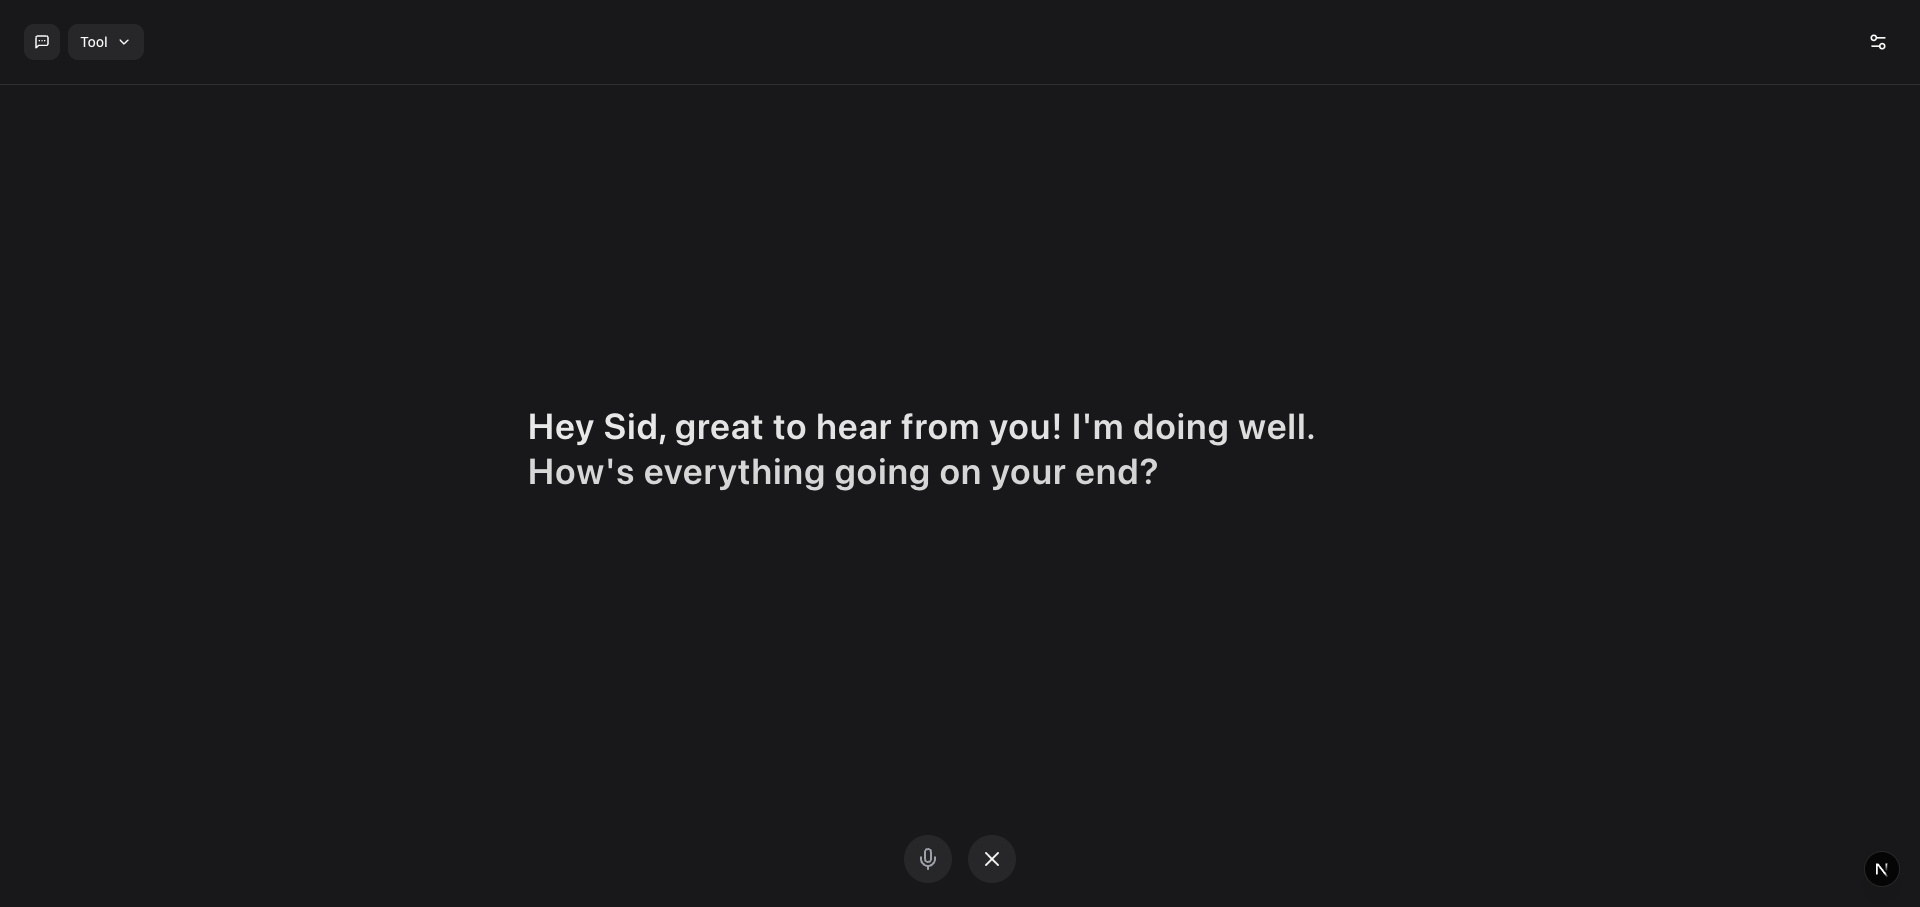 Tool
Hey Sid, great to hear from you! I'm doing well.
How's everything going on your end?
N